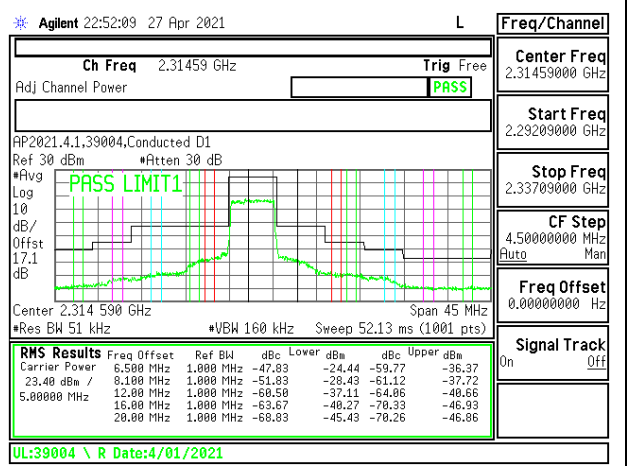 Agilent 22:52:09 27 Apr 2021 L Freq/Channel
Ch Freq 2.31459 GHz Trig Free
Adj Channel Power PASS
Center Freq
2.31459000 GHz
Start Freq
2.29209000 GHz
Stop Freq
2.33709000 GHz
CF Step
4.50000000 MHz
Auto Man
Freq Offset
0.00000000 Hz
Signal Track
On Off
AP2021.4.1,39004,Conducted D1
Ref 30 dBm #Atten 30 dB
#Avg
Log
10
dB/
Offst
17.1
dB
PASS LIMIT1
Center 2.314 590 GHz Span 45 MHz
#Res BW 51 kHz #VBW 160 kHz Sweep 52.13 ms (1001 pts)
RMS Results Freq Offset Ref BW dBc Lower dBm dBc Upper dBm
Carrier Power 6.500 MHz 1.000 MHz -47.83 -24.44 -59.77 -36.37
23.40 dBm / 8.100 MHz 1.000 MHz -51.83 -28.43 -61.12 -37.72
5.00000 MHz 12.00 MHz 1.000 MHz -60.50 -37.11 -64.06 -40.66
16.00 MHz 1.000 MHz -63.67 -40.27 -70.33 -46.93
20.00 MHz 1.000 MHz -68.83 -45.43 -70.26 -46.86
UL:39004 \ R Date:4/01/2021